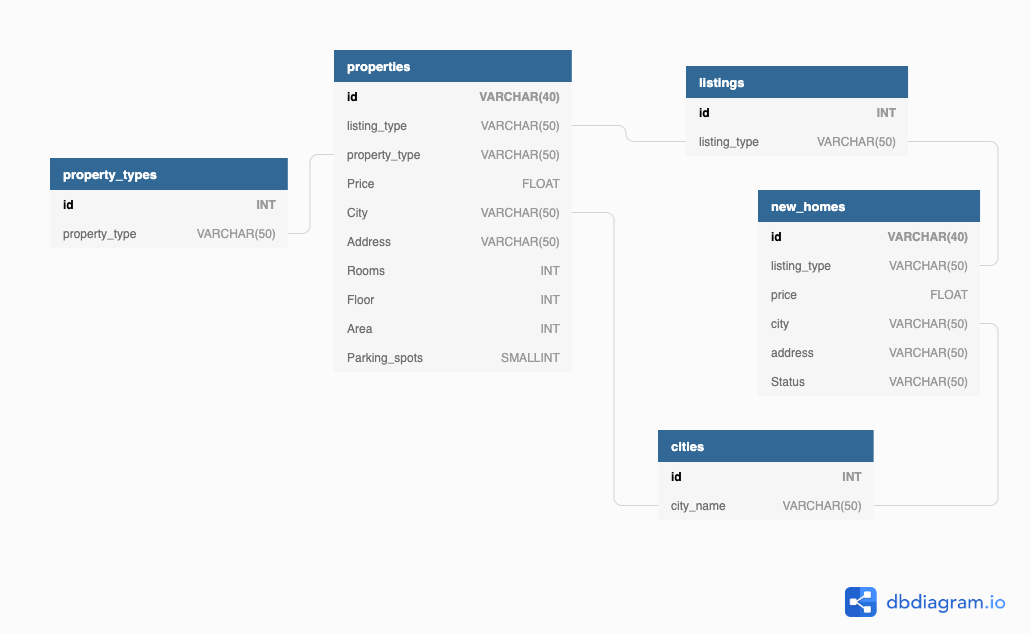 properties
id VARCHAR(40)
listing_type VARCHAR(50)
property_type VARCHAR(50)
Price FLOAT
City VARCHAR(50)
Address VARCHAR(50)
Rooms INT
Floor INT
Area INT
Parking_spots SMALLINT
listings
id INT
listing_type VARCHAR(50)
property_types
id INT
property_type VARCHAR(50)
new_homes
id VARCHAR(40)
listing_type VARCHAR(50)
price FLOAT
city VARCHAR(50)
address VARCHAR(50)
Status VARCHAR(50)
cities
id INT
city_name VARCHAR(50)
dbdiagram.io